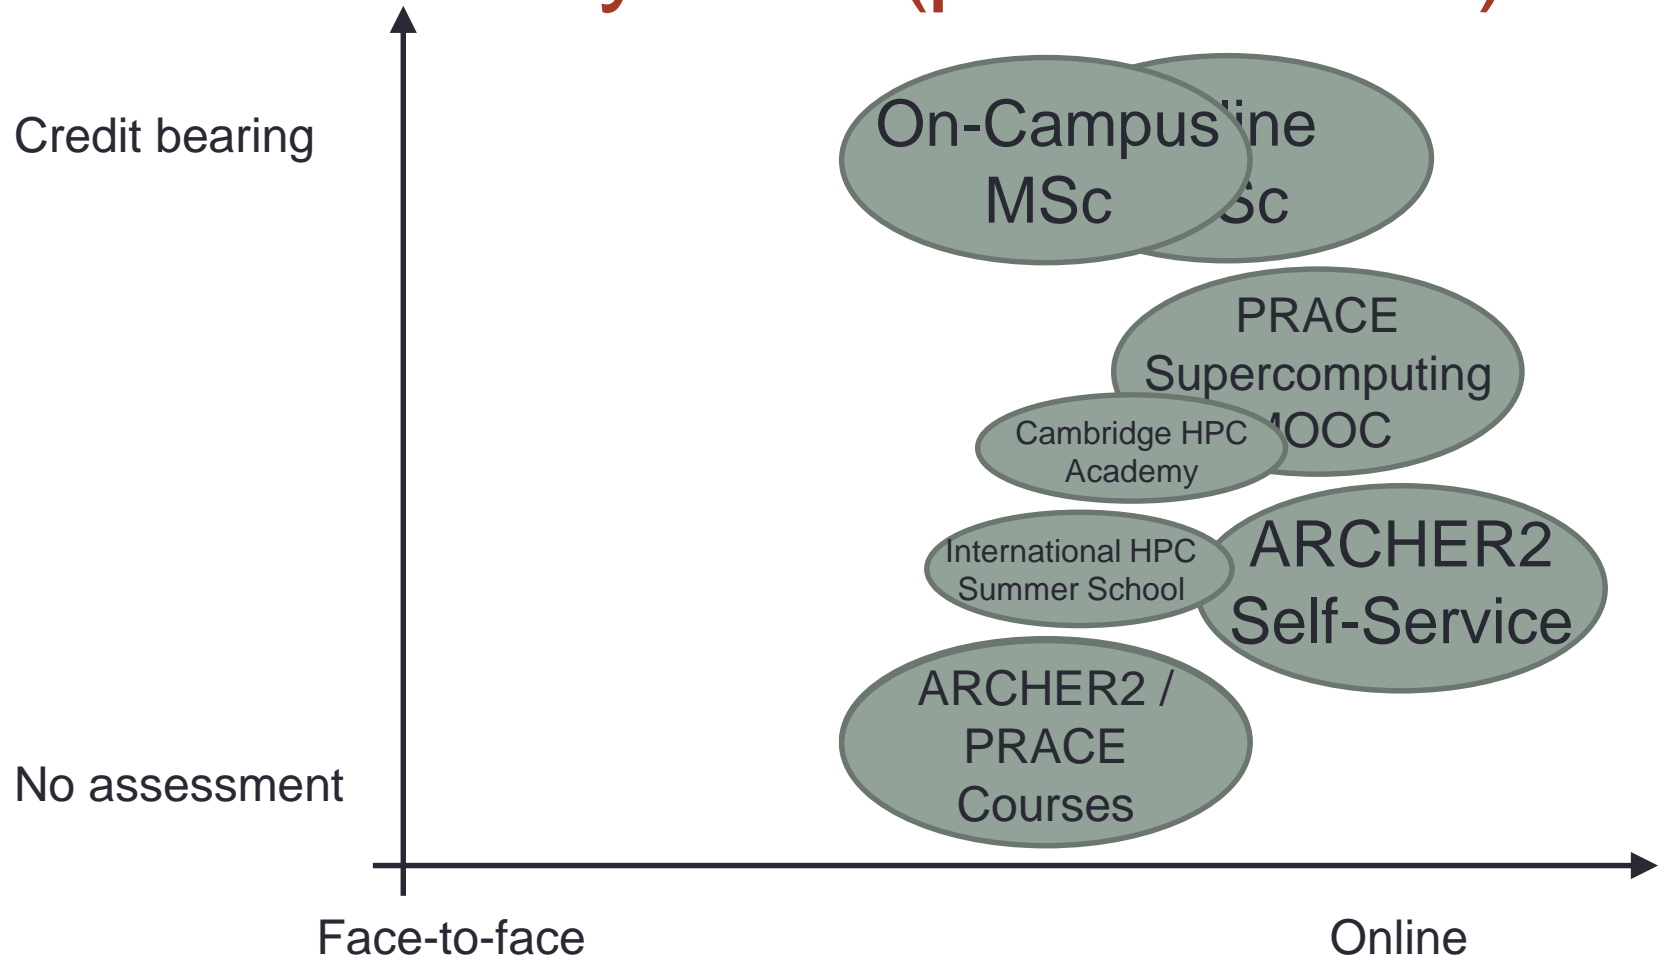 Credit bearing
On-Campus
MSc
PRACE
Supercomputing
Cambridge HPC
Academy
International HPC
Summer School
ARCHER2
Self-Service
ARCHER2 /
PRACE
Courses
No assessment
Face-to-face
Online